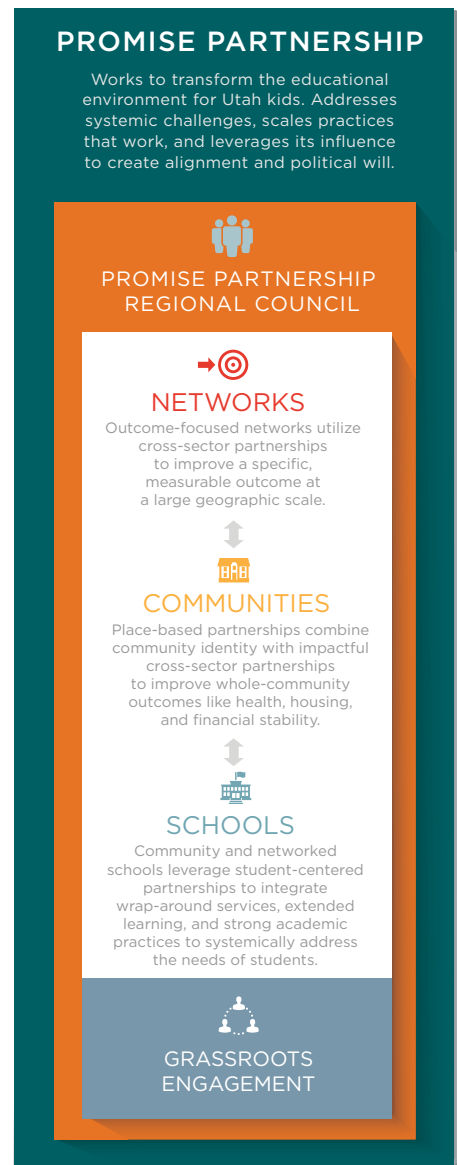 PROMISE PARTNERSHIP
Works to transform the educational
environment for Utah kids. Addresses
systemic challenges, scales practices
that work, and leverages its influence
to create alignment and political will.
PROMISE PARTNERSHIP
REGIONAL COUNCIL
NETWORKS
Outcome-focused networks utilize
cross-sector partnerships
to improve a specific,
measurable outcome at
a large geographic scale.
COMMUNITIES
Place-based partnerships combine
community identity with impactful
cross-sector partnerships
to improve whole-community
outcomes like health, housing,
and financial stability.
SCHOOLS
Community and networked
schools leverage student-centered
partnerships to integrate
wrap-around services, extended
learning, and strong academic
practices to systemically address
the needs of students.
GRASSROOTS
ENGAGEMENT